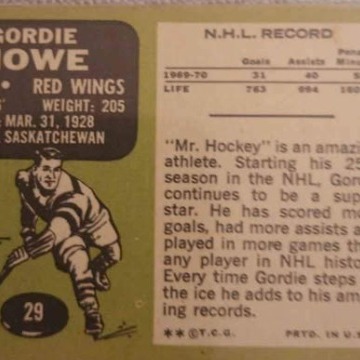 GORDIE
HOWE
RED WINGS
WEIGHT: 205
MAR. 31, 1928
SASKATCHEWAN
29
N.H.L. RECORD
Goals Assists
1969-70 31 40
LIFE 763 994
"Mr. Hockey" is an amazi
athlete. Starting his 25
season in the NHL, Gor
continues to be a sup
star. He has scored m
goals, had more assists a
played in more games th
any player in NHL histo
Every time Gordie steps
the ice he adds to his am
ing records.
**©T.C.G. PRTD. IN U.S